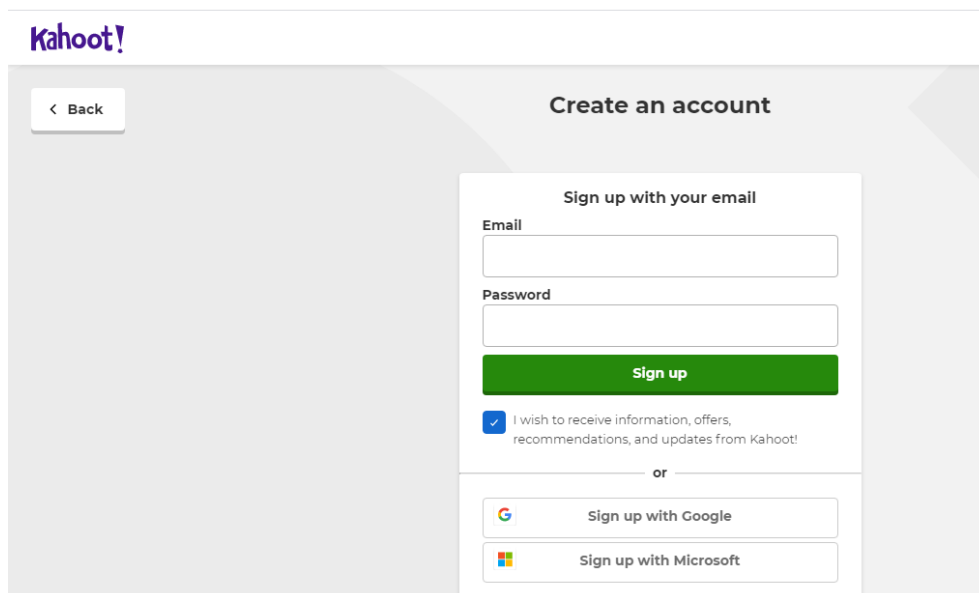 Kahoot!
Back
Create an account
Sign up with your email
Email
Password
Sign up
I wish to receive information, offers,
recommendations, and updates from Kahoot!
or
Sign up with Google
Sign up with Microsoft